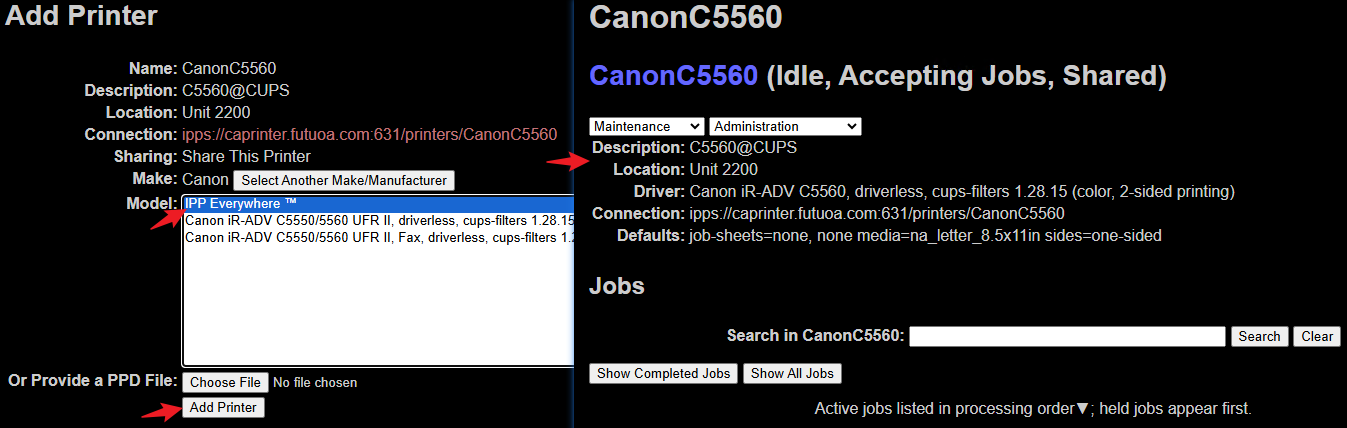 Add Printer
Name: CanonC5560
Description: C5560@CUPS
Location: Unit 2200
Connection: ipps://caprinter.futuoa.com:631/printers/CanonC5560
Sharing: Share This Printer
Make: Canon Select Another Make/Manufacturer
Model: IPP Everywhere ™
Canon iR-ADV C5550/5560 UFR II, driverless, cups-filters 1.28.15
Canon iR-ADV C5550/5560 UFR II, Fax, driverless, cups-filters 1.2
Or Provide a PPD File: Choose File No file chosen
Add Printer
CanonC5560
CanonC5560 (Idle, Accepting Jobs, Shared)
Maintenance Administration
Description: C5560@CUPS
Location: Unit 2200
Driver: Canon iR-ADV C5560, driverless, cups-filters 1.28.15 (color, 2-sided printing)
Connection: ipps://caprinter.futuoa.com:631/printers/CanonC5560
Defaults: job-sheets=none, none media=na_letter_8.5x11in sides=one-sided
Jobs
Search in CanonC5560: Search Clear
Show Completed Jobs Show All Jobs
Active jobs listed in processing order▼; held jobs appear first.